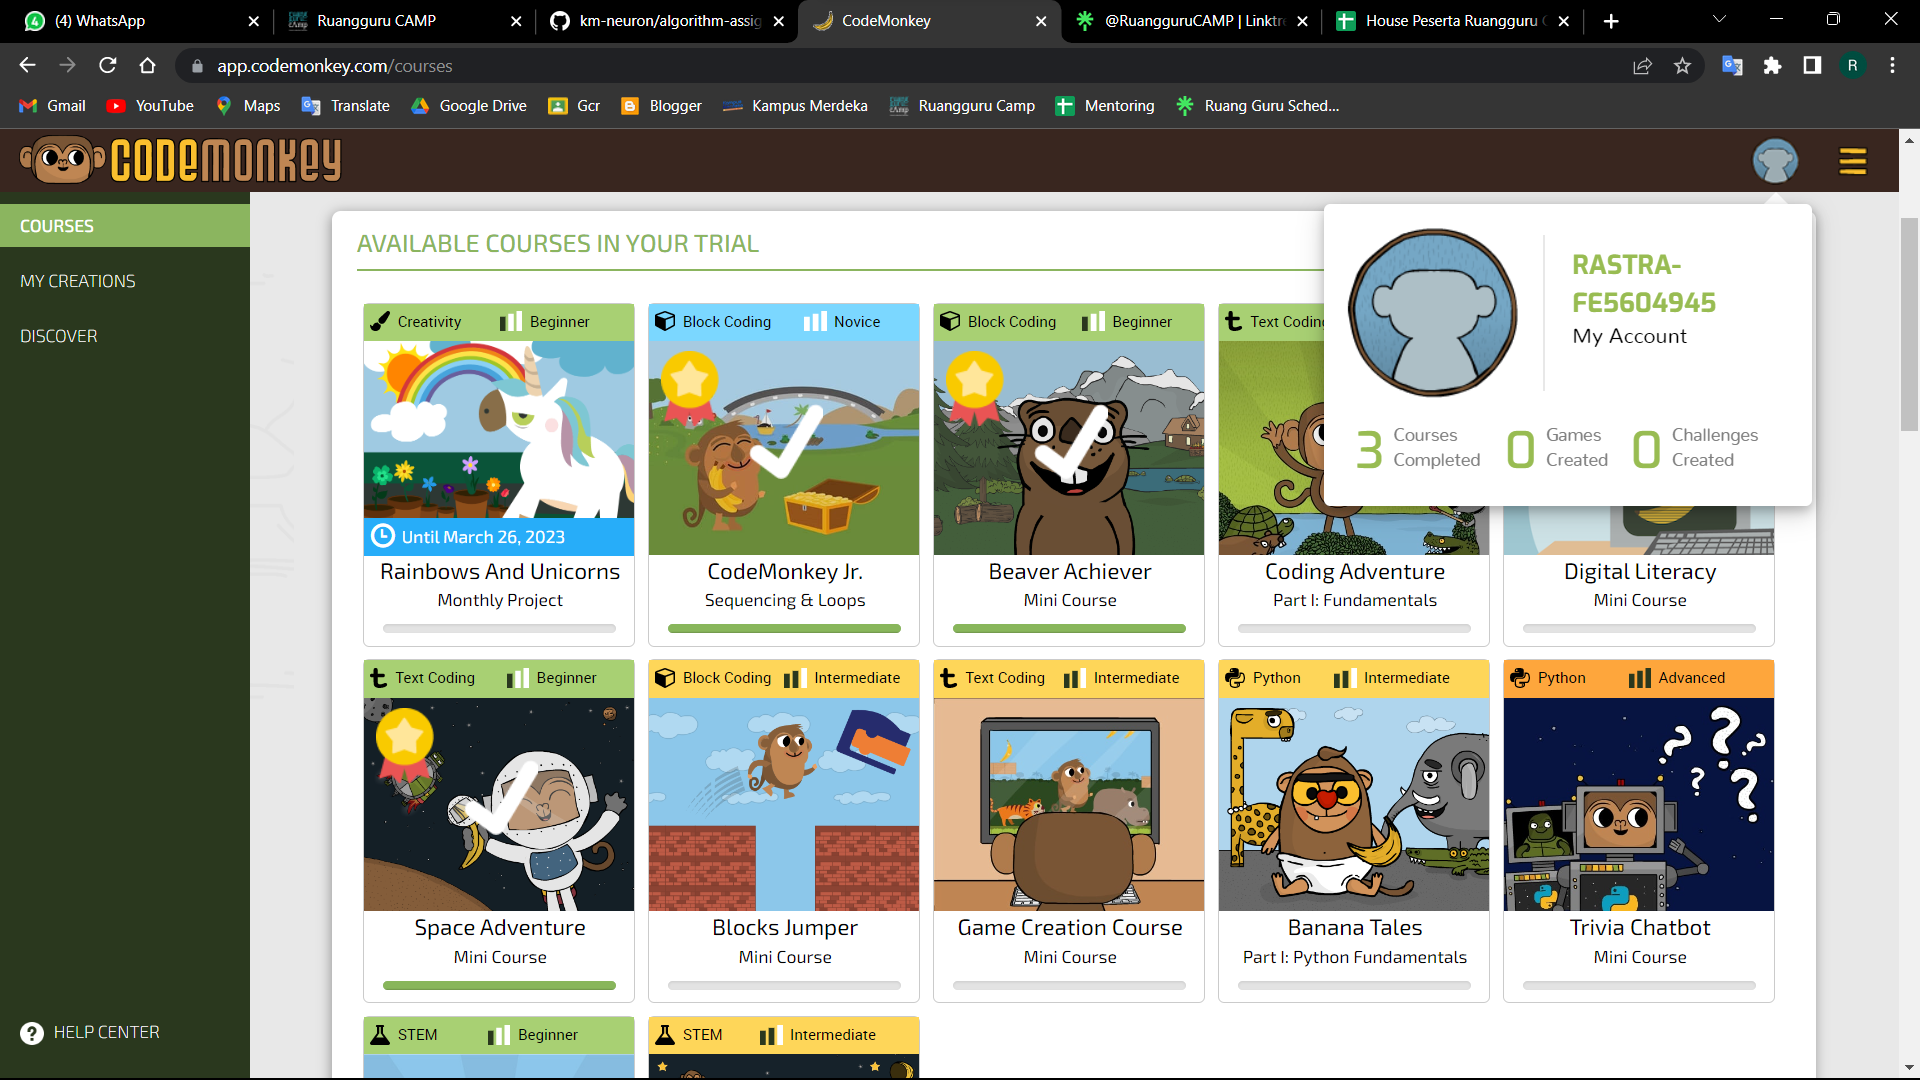 (4) WhatsApp
Ruangguru CAMP
km-neuron/algorithm-assig
CodeMonkey
@RuangguruCAMP | Linktr
House Peserta Ruangguru
app.codemonkey.com/courses
R
Gmail
YouTube
Maps
Translate
Google Drive
Gcr
Blogger
Kampus Merdeka
Ruangguru Camp
Mentoring
Ruang Guru Sched...
CODEMONKEY
COURSES
MY CREATIONS
DISCOVER
HELP CENTER
AVAILABLE COURSES IN YOUR TRIAL
RASTRA-
FE5604945
My Account
3 Courses Completed
0 Games Created
0 Challenges Created
Creativity Beginner
Until March 26, 2023
Rainbows And Unicorns
Monthly Project
Block Coding Novice
CodeMonkey Jr.
Sequencing & Loops
Block Coding Beginner
Beaver Achiever
Mini Course
Text Coding
Coding Adventure
Part I: Fundamentals
Digital Literacy
Mini Course
Text Coding Beginner
Space Adventure
Mini Course
Block Coding Intermediate
Blocks Jumper
Mini Course
Text Coding Intermediate
Game Creation Course
Mini Course
Python Intermediate
Banana Tales
Part I: Python Fundamentals
Python Advanced
Trivia Chatbot
Mini Course
STEM Beginner
STEM Intermediate